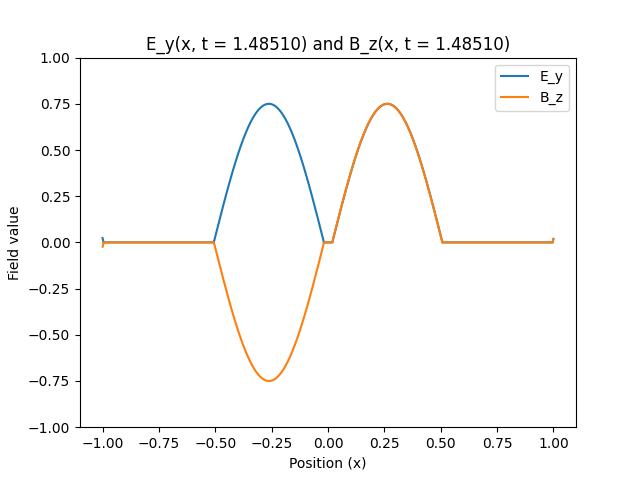 E_y(x, t = 1.48510) and B_z(x, t = 1.48510)
E_y
B_z
Field value
1.00
0.75
0.50
0.25
0.00
−0.25
−0.50
−0.75
−1.00
−1.00 −0.75 −0.50 −0.25 0.00 0.25 0.50 0.75 1.00
Position (x)